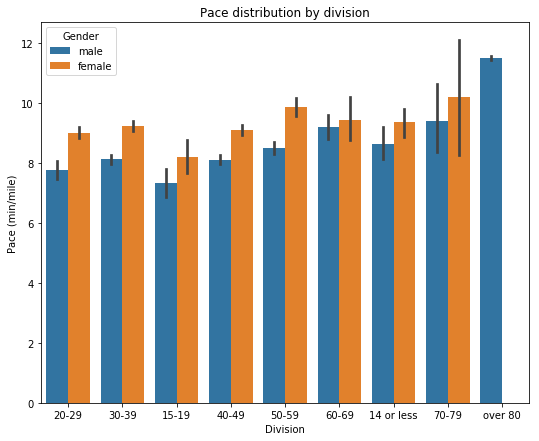 Pace distribution by division
Gender
male
female
Pace (min/mile)
12
10
8
6
4
2
0
20-29 30-39 15-19 40-49 50-59 60-69 14 or less 70-79 over 80
Division